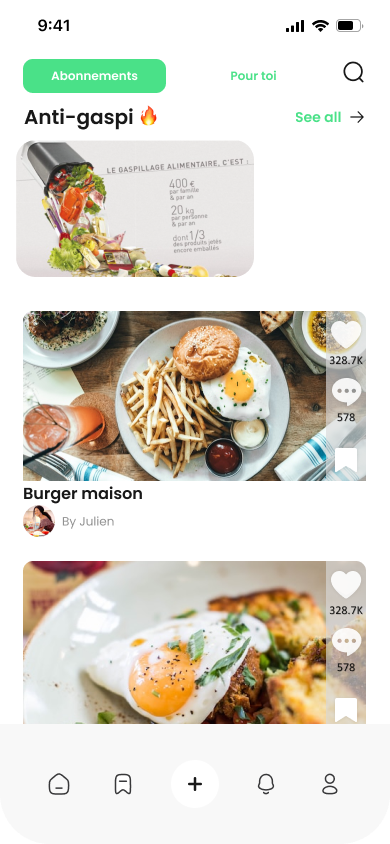 9:41
Abonnements
Pour toi
Anti-gaspi 🔥
See all →
LE GASPILLAGE ALIMENTAIRE, C'EST :
400 €
par famille
& par an
20 kg
par personne
& par an
dont 1/3
des produits jetés
encore emballés
328.7K
578
Burger maison
By Julien
328.7K
578